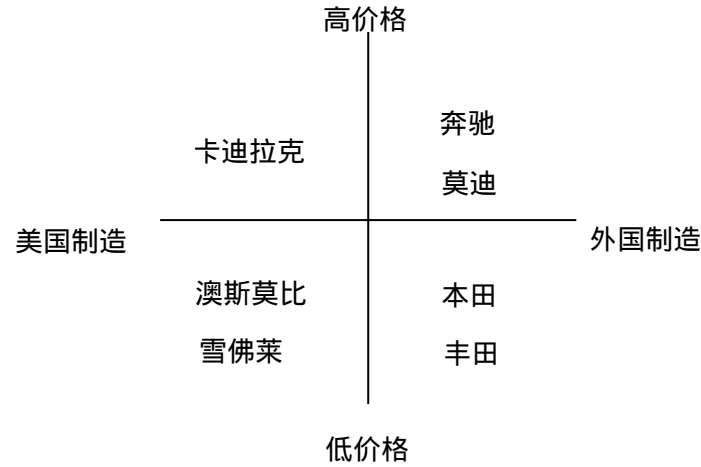 高价格
奔驰
卡迪拉克
莫迪
美国制造
外国制造
澳斯莫比
本田
雪佛莱
丰田
低价格